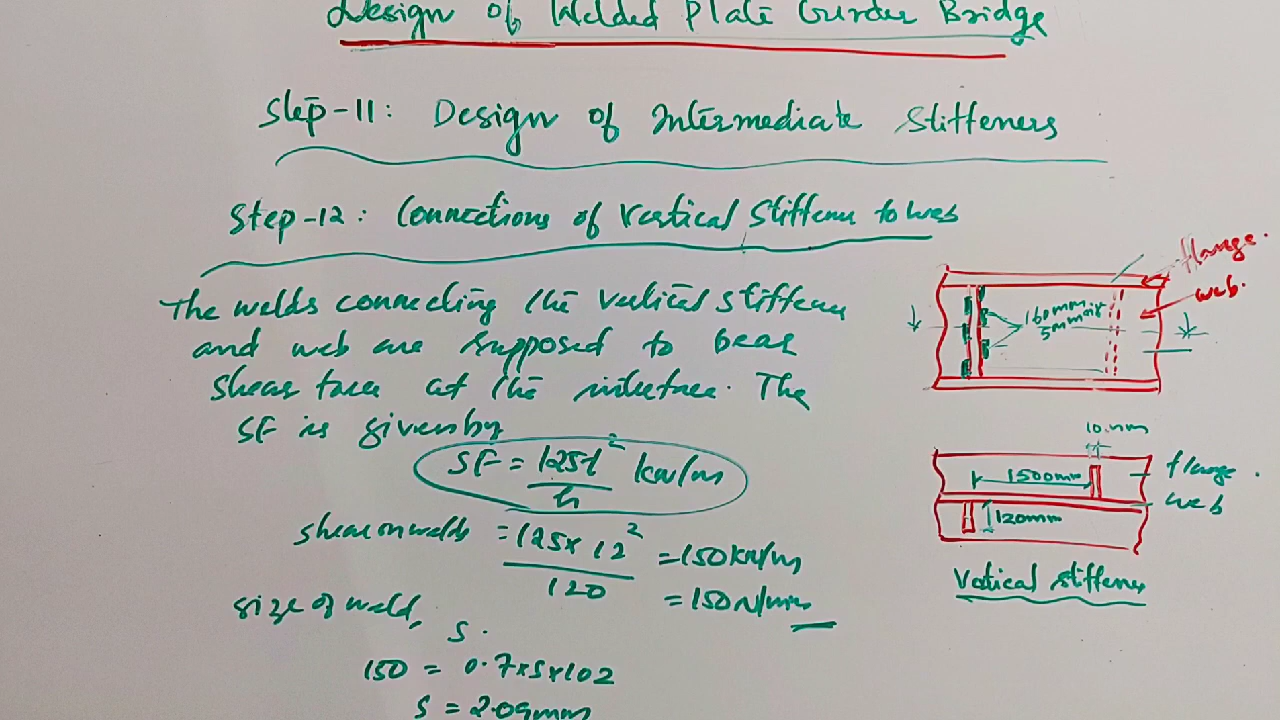 Design of Welded Plate Girder Bridge
Step-11: Design of Intermediate Stiffeners
Step-12: Connections of Vertical Stiffener to web
The welds connecting the vertical stiffener
and web are supposed to bear
shear force at the interface. The
SF is given by
SF = 125t²/h kN/m
shear on welds = 125 × 12²/120 = 150 kN/m
= 150 N/mm
size of weld, S.
150 = 0.7×S×102
S = 2.09mm
flange.
web.
160mm
5mm
10mm
1500mm
120mm
flange.
web
Vertical stiffener